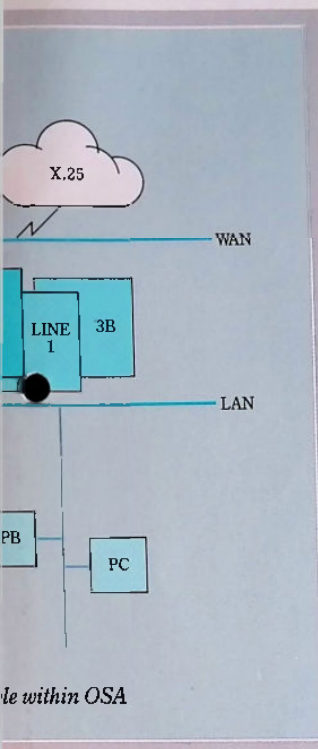 X.25
WAN
LINE
1
3B
LAN
PB
PC
le within OSA